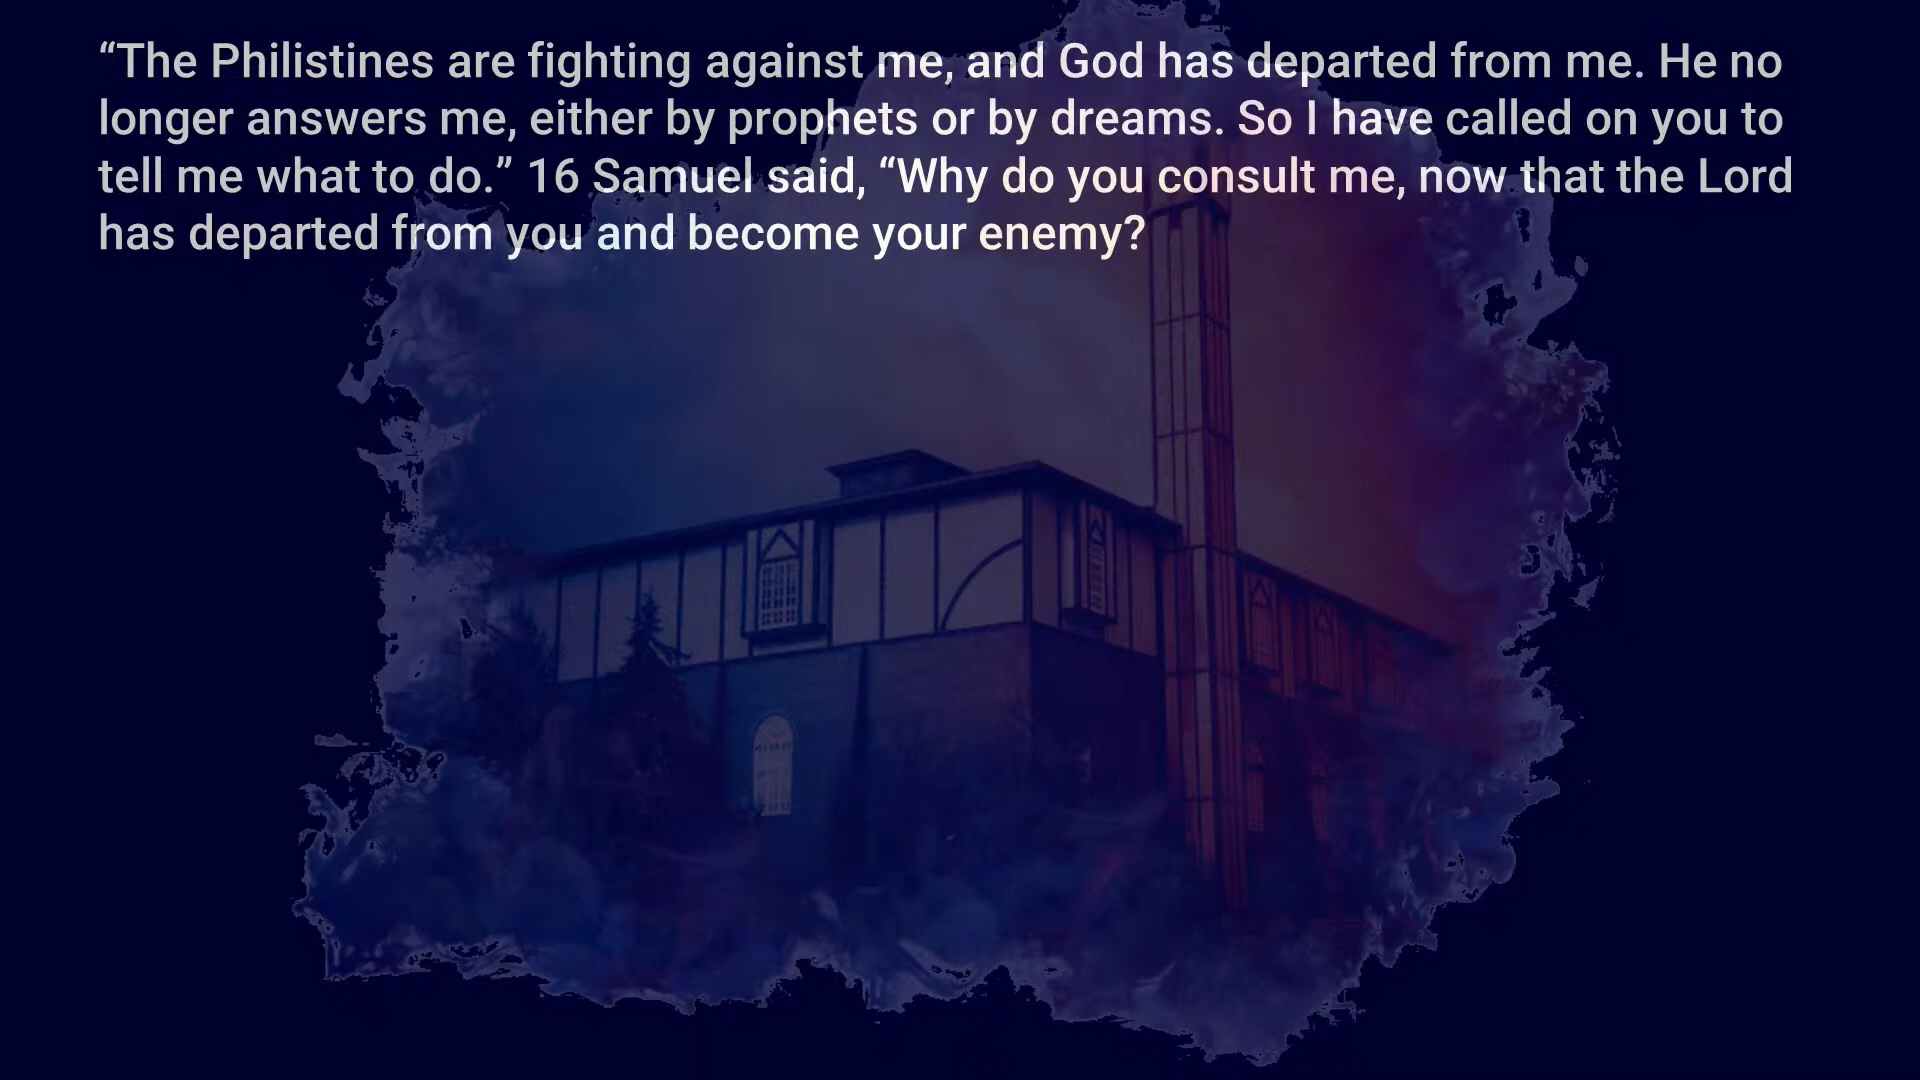 “The Philistines are fighting against me, and God has departed from me. He no
longer answers me, either by prophets or by dreams. So I have called on you to
tell me what to do.” 16 Samuel said, “Why do you consult me, now that the Lord
has departed from you and become your enemy?